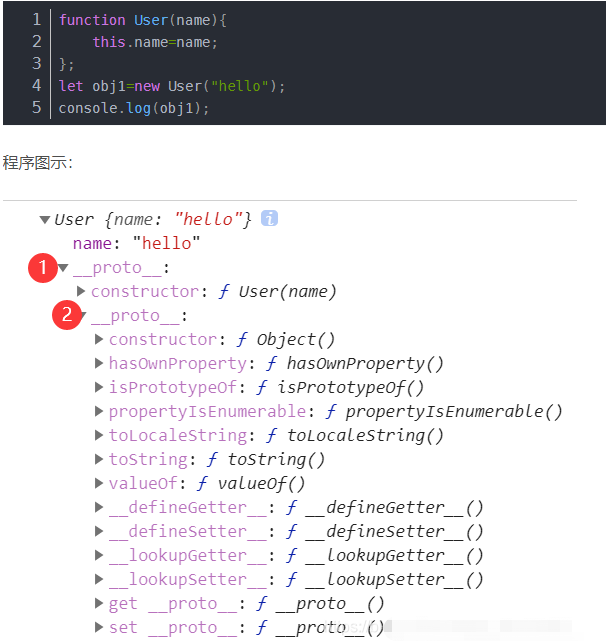 1 function User(name){
2 this.name=name;
3 };
4 let obj1=new User("hello");
5 console.log(obj1);
程序图示：
User {name: "hello"} i
name: "hello"
1 __proto__:
constructor: ƒ User(name)
2 __proto__:
constructor: ƒ Object()
hasOwnProperty: ƒ hasOwnProperty()
isPrototypeOf: ƒ isPrototypeOf()
propertyIsEnumerable: ƒ propertyIsEnumerable()
toLocaleString: ƒ toLocaleString()
toString: ƒ toString()
valueOf: ƒ valueOf()
__defineGetter__: ƒ __defineGetter__()
__defineSetter__: ƒ __defineSetter__()
__lookupGetter__: ƒ __lookupGetter__()
__lookupSetter__: ƒ __lookupSetter__()
get __proto__: ƒ __proto__()
set __proto__: ƒ __proto__()